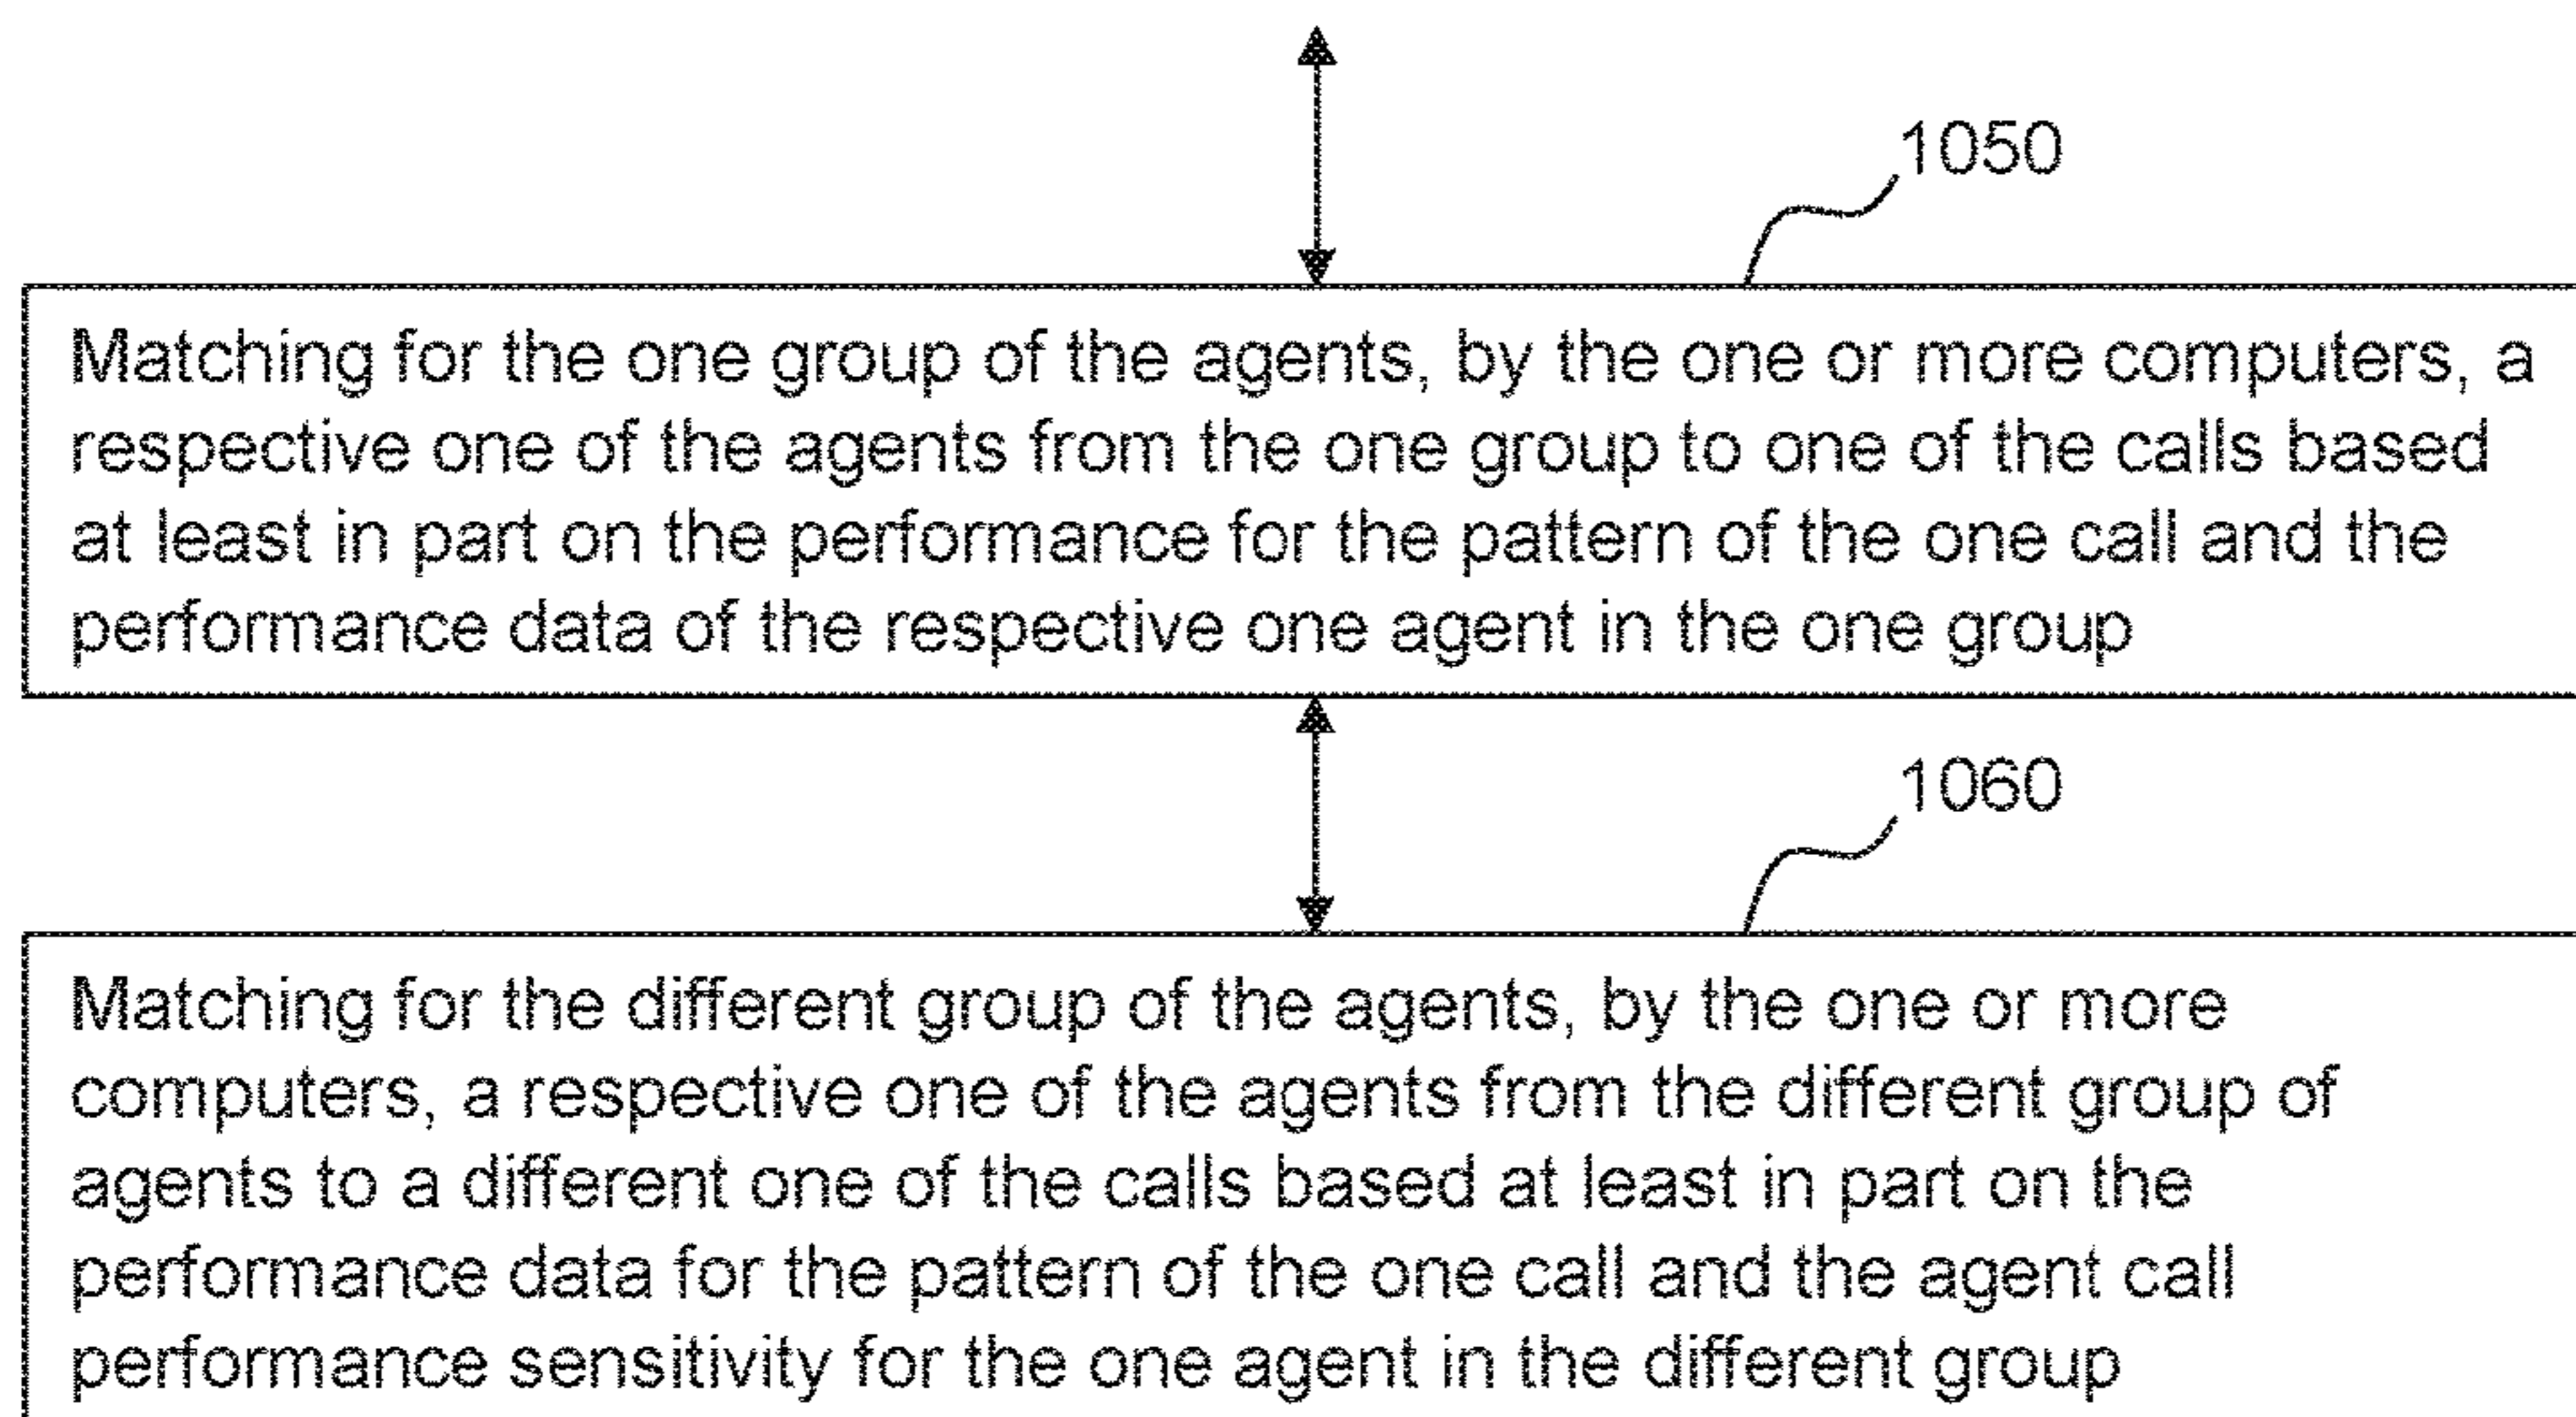 1050
Matching for the one group of the agents, by the one or more computers, a
respective one of the agents from the one group to one of the calls based
at least in part on the performance for the pattern of the one call and the
performance data of the respective one agent in the one group
1060
Matching for the different group of the agents, by the one or more
computers, a respective one of the agents from the different group of
agents to a different one of the calls based at least in part on the
performance data for the pattern of the one call and the agent call
performance sensitivity for the one agent in the different group